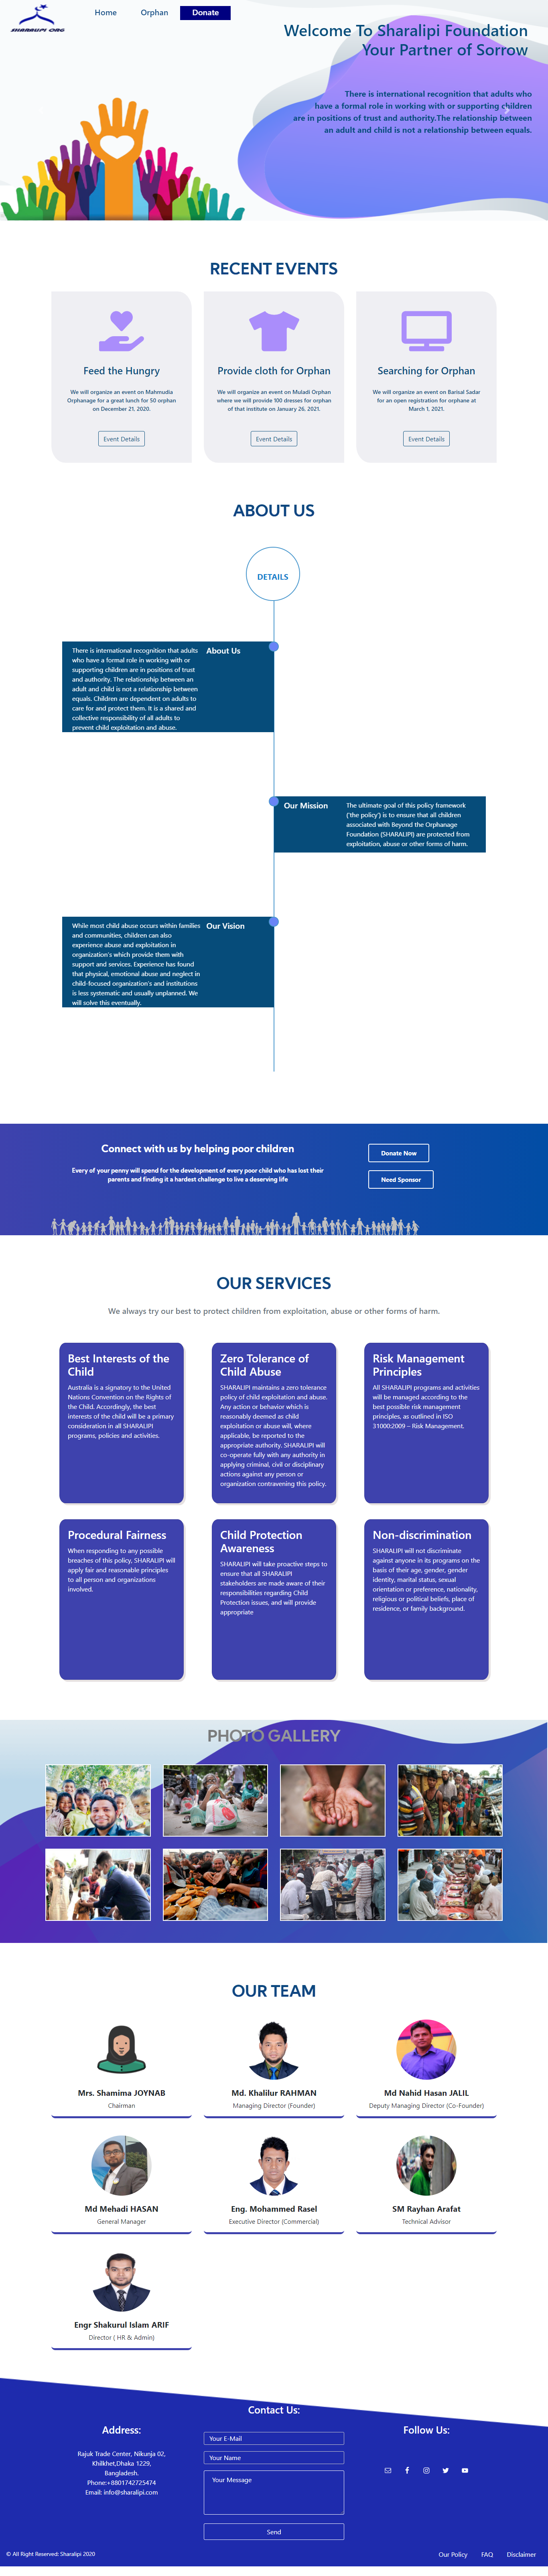 SHARALIPI ORG
Home
Orphan
Donate
Welcome To Sharalipi Foundation
Your Partner of Sorrow
There is international recognition that adults who
have a formal role in working with or supporting children
are in positions of trust and authority.The relationship between
an adult and child is not a relationship between equals.
RECENT EVENTS
Feed the Hungry
We will organize an event on Mahmudia
Orphanage for a great lunch for 50 orphan
on December 21, 2020.
Event Details
Provide cloth for Orphan
We will organize an event on Muladi Orphan
where we will provide 100 dresses for orphan
of that institute on January 26, 2021.
Event Details
Searching for Orphan
We will organize an event on Barisal Sadar
for an open registration for orphane at
March 1, 2021.
Event Details
ABOUT US
DETAILS
About Us
There is international recognition that adults
who have a formal role in working with or
supporting children are in positions of trust
and authority. The relationship between an
adult and child is not a relationship between
equals. Children are dependent on adults to
care for and protect them. It is a shared and
collective responsibility of all adults to
prevent child exploitation and abuse.
Our Mission
The ultimate goal of this policy framework
('the policy') is to ensure that all children
associated with Beyond the Orphanage
Foundation (SHARALIPI) are protected from
exploitation, abuse or other forms of harm.
Our Vision
While most child abuse occurs within families
and communities, children can also
experience abuse and exploitation in
organization's which provide them with
support and services. Experience has found
that physical, emotional abuse and neglect in
child-focused organization's and institutions
is less systematic and usually unplanned. We
will solve this eventually.
Connect with us by helping poor children
Every of your penny will spend for the development of every poor child who has lost their
parents and finding it a hardest challenge to live a deserving life
Donate Now
Need Sponsor
OUR SERVICES
We always try our best to protect children from exploitation, abuse or other forms of harm.
Best Interests of the
Child
Australia is a signatory to the United
Nations Convention on the Rights of
the Child. Accordingly, the best
interests of the child will be a primary
consideration in all SHARALIPI
programs, policies and activities.
Zero Tolerance of
Child Abuse
SHARALIPI maintains a zero tolerance
policy of child exploitation and abuse.
Any action or behavior which is
reasonably deemed as child
exploitation or abuse will, where
applicable, be reported to the
appropriate authority. SHARALIPI will
co-operate fully with any authority in
applying criminal, civil or disciplinary
actions against any person or
organization contravening this policy.
Risk Management
Principles
All SHARALIPI programs and activities
will be managed according to the
best possible risk management
principles, as outlined in ISO
31000:2009 – Risk Management.
Procedural Fairness
When responding to any possible
breaches of this policy, SHARALIPI will
apply fair and reasonable principles
to all person and organizations
involved.
Child Protection
Awareness
SHARALIPI will take proactive steps to
ensure that all SHARALIPI
stakeholders are made aware of their
responsibilities regarding Child
Protection issues, and will provide
appropriate
Non-discrimination
SHARALIPI will not discriminate
against anyone in its programs on the
basis of their age, gender, gender
identity, marital status, sexual
orientation or preference, nationality,
religious or political beliefs, place of
residence, or family background.
PHOTO GALLERY
OUR TEAM
Mrs. Shamima JOYNAB
Chairman
Md. Khalilur RAHMAN
Managing Director (Founder)
Md Nahid Hasan JALIL
Deputy Managing Director (Co-Founder)
Md Mehadi HASAN
General Manager
Eng. Mohammed Rasel
Executive Director (Commercial)
SM Rayhan Arafat
Technical Advisor
Engr Shakurul Islam ARIF
Director ( HR & Admin)
Address:
Rajuk Trade Center, Nikunja 02,
Khilkhet,Dhaka 1229,
Bangladesh.
Phone:+8801742725474
Email: info@sharalipi.com
Contact Us:
Your E-Mail
Your Name
Your Message
Send
Follow Us:
© All Right Reserved: Sharalipi 2020
Our Policy
FAQ
Disclaimer